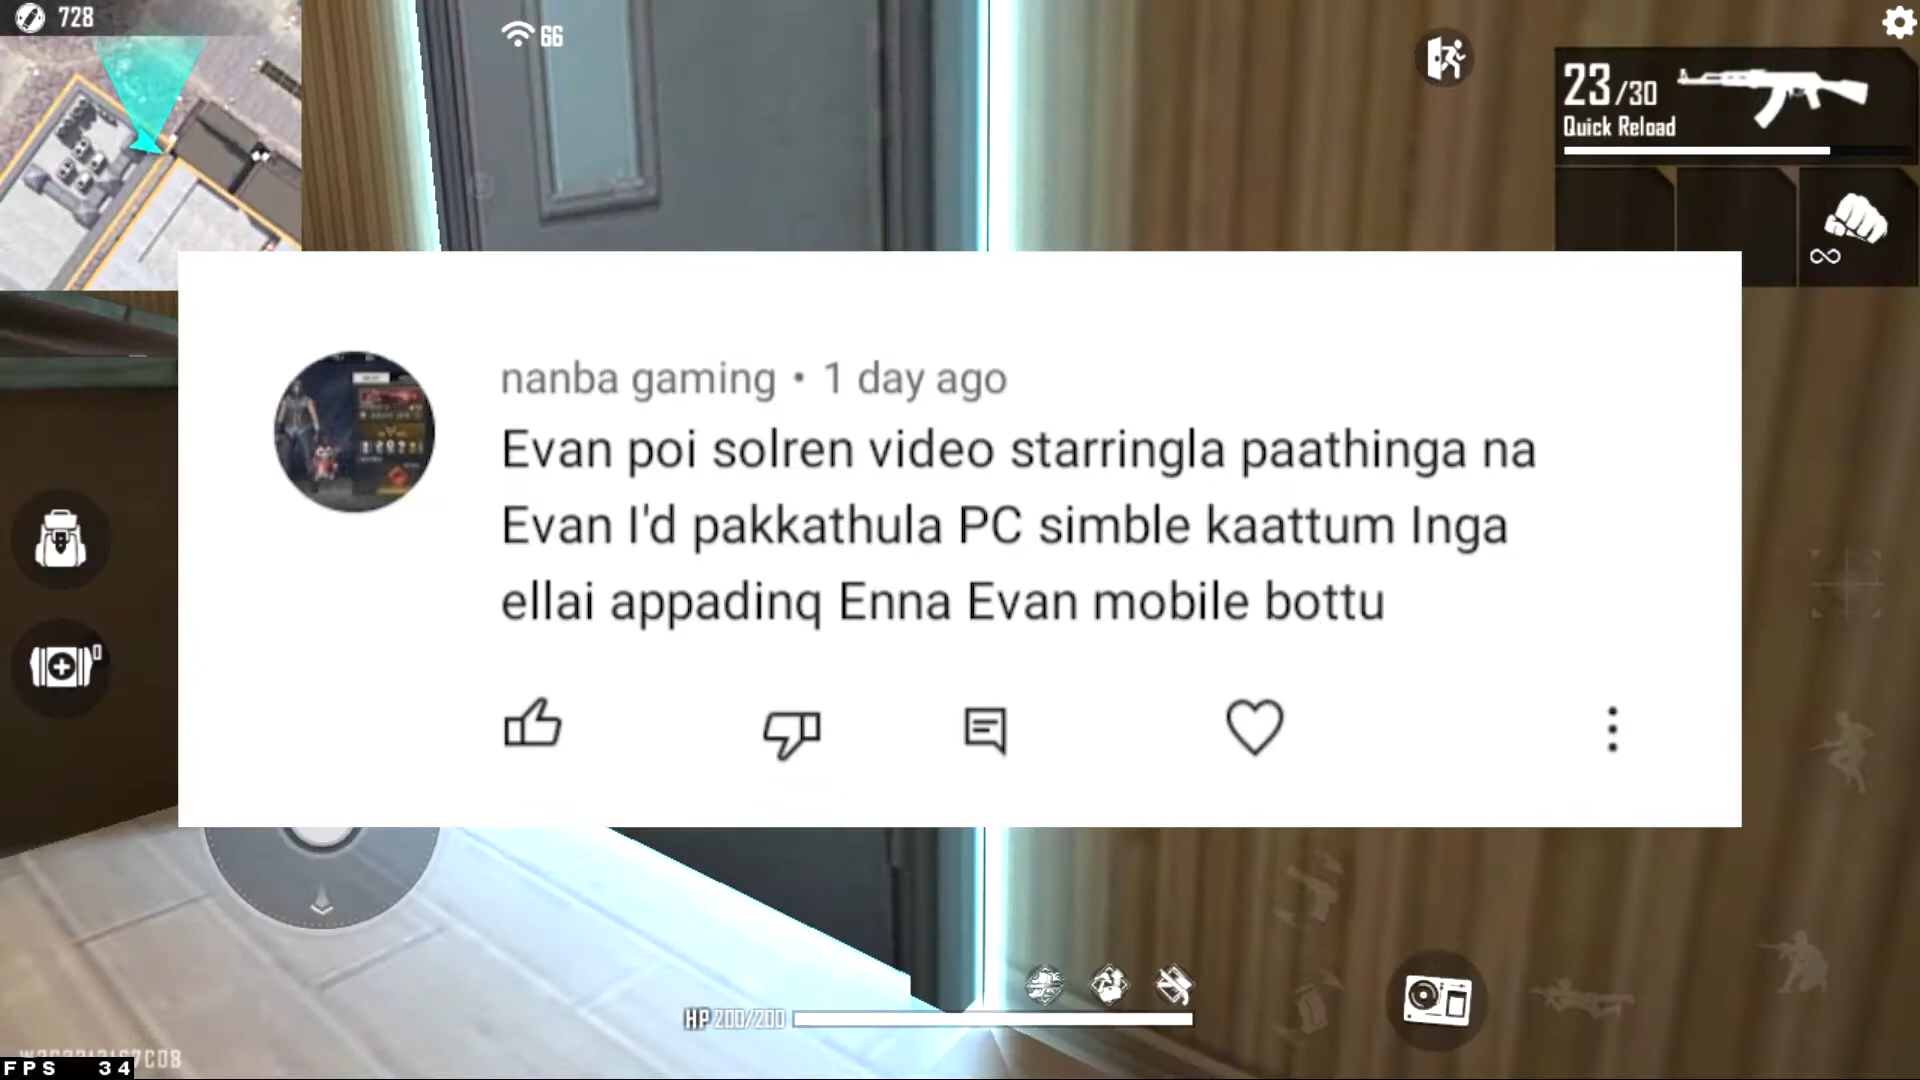 728
66
23/30
Quick Reload
nanba gaming • 1 day ago
Evan poi solren video starringla paathinga na
Evan I'd pakkathula PC simble kaattum Inga
ellai appadinq Enna Evan mobile bottu
0
HP 200/200
FPS 34